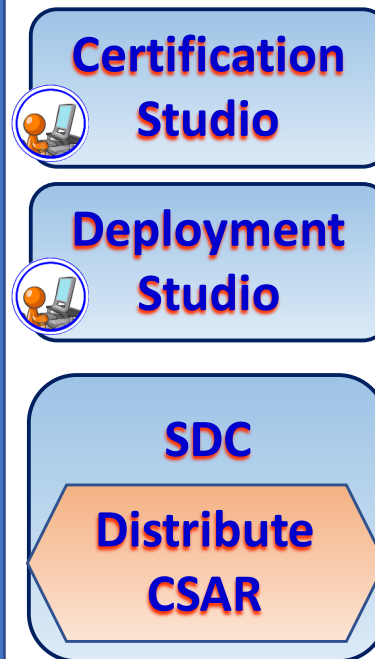 Certification
Studio
Deployment
Studio
SDC
Distribute
CSAR